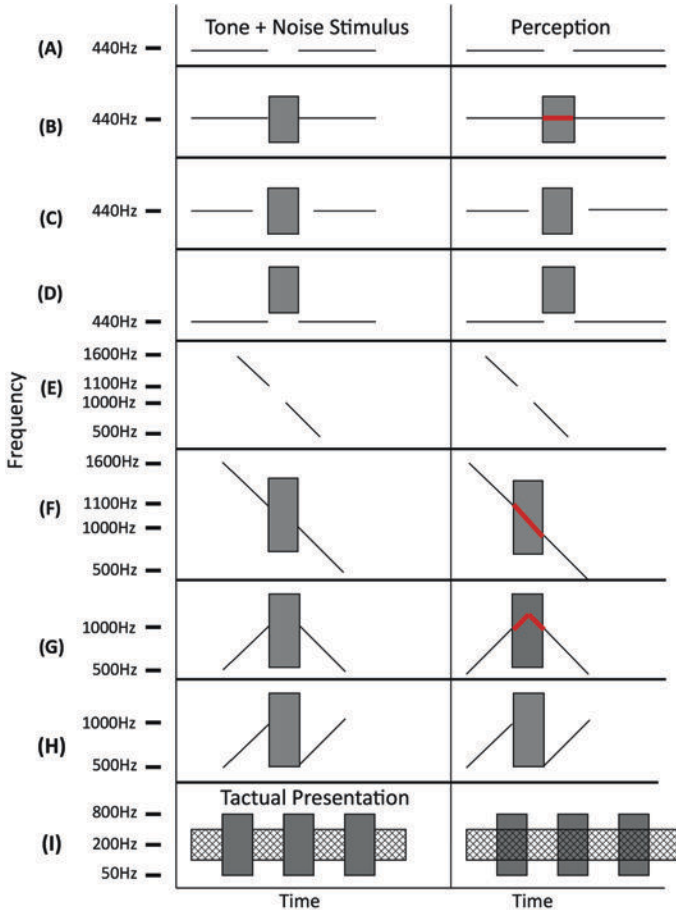 Tone + Noise Stimulus Perception
(A) 440Hz
(B) 440Hz
(C) 440Hz
(D) 440Hz
1600Hz
(E) 1100Hz
1000Hz
500Hz
Frequency
1600Hz
(F) 1100Hz
1000Hz
500Hz
(G) 1000Hz
500Hz
(H) 1000Hz
500Hz
Tactual Presentation
800Hz
(I) 200Hz
50Hz
Time Time